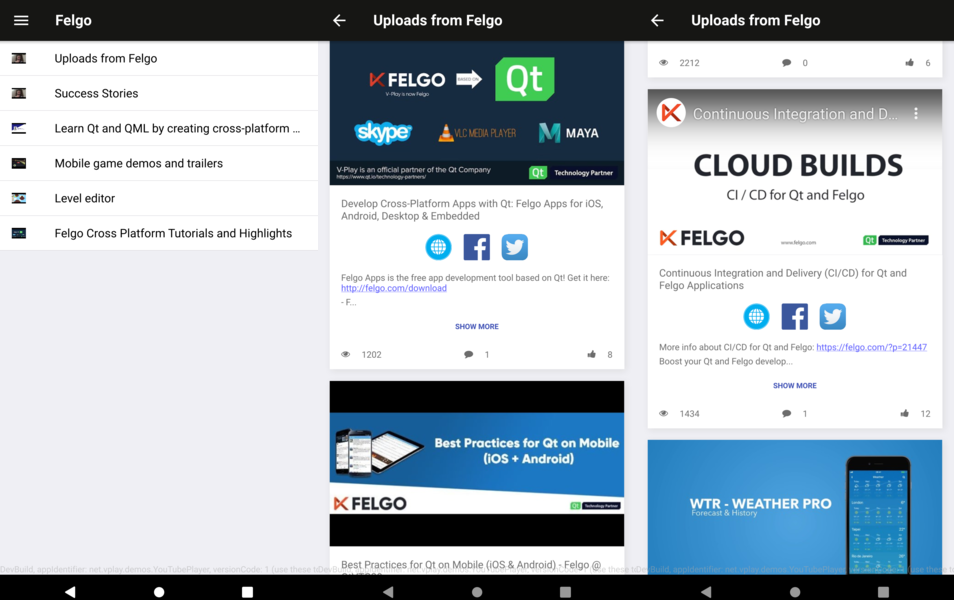 Felgo
Uploads from Felgo
Success Stories
Learn Qt and QML by creating cross-platform ...
Mobile game demos and trailers
Level editor
Felgo Cross Platform Tutorials and Highlights
Uploads from Felgo
FELGO
V-Play is now Felgo
BASED ON
Qt
skype
VLC MEDIA PLAYER
MAYA
V-Play is an official partner of the Qt Company
https://www.qt.io/technology-partners/
Qt Technology Partner
Develop Cross-Platform Apps with Qt: Felgo Apps for iOS,
Android, Desktop & Embedded
Felgo Apps is the free app development tool based on Qt! Get it here:
http://felgo.com/download
- F...
SHOW MORE
1202 1 8
Best Practices for Qt on Mobile
(iOS + Android)
FELGO
Qt Technology Partner
Best Practices for Qt on Mobile (iOS & Android) - Felgo @
Uploads from Felgo
2212 0 6
Continuous Integration and D...
CLOUD BUILDS
CI / CD for Qt and Felgo
FELGO
www.felgo.com
Qt Technology Partner
Continuous Integration and Delivery (CI/CD) for Qt and
Felgo Applications
More info about CI/CD for Qt and Felgo: https://felgo.com/?p=21447
Boost your Qt and Felgo develop...
SHOW MORE
1434 1 12
WTR - WEATHER PRO
Forecast & History
DevBuild, appIdentifier: net.vplay.demos.YouTubePlayer, versionCode: 1 (use these b